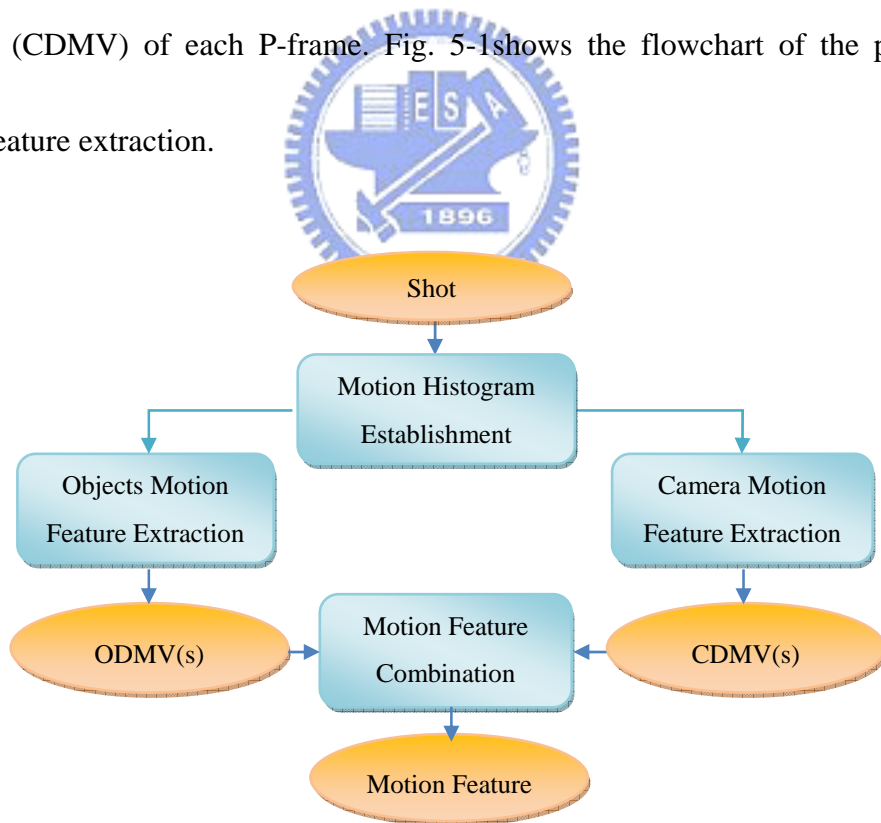 (CDMV) of each P-frame. Fig. 5-1shows the flowchart of the p
eature extraction.
E S A
1896
Shot
Motion Histogram
Establishment
Objects Motion
Feature Extraction
Camera Motion
Feature Extraction
ODMV(s)
Motion Feature
Combination
CDMV(s)
Motion Feature